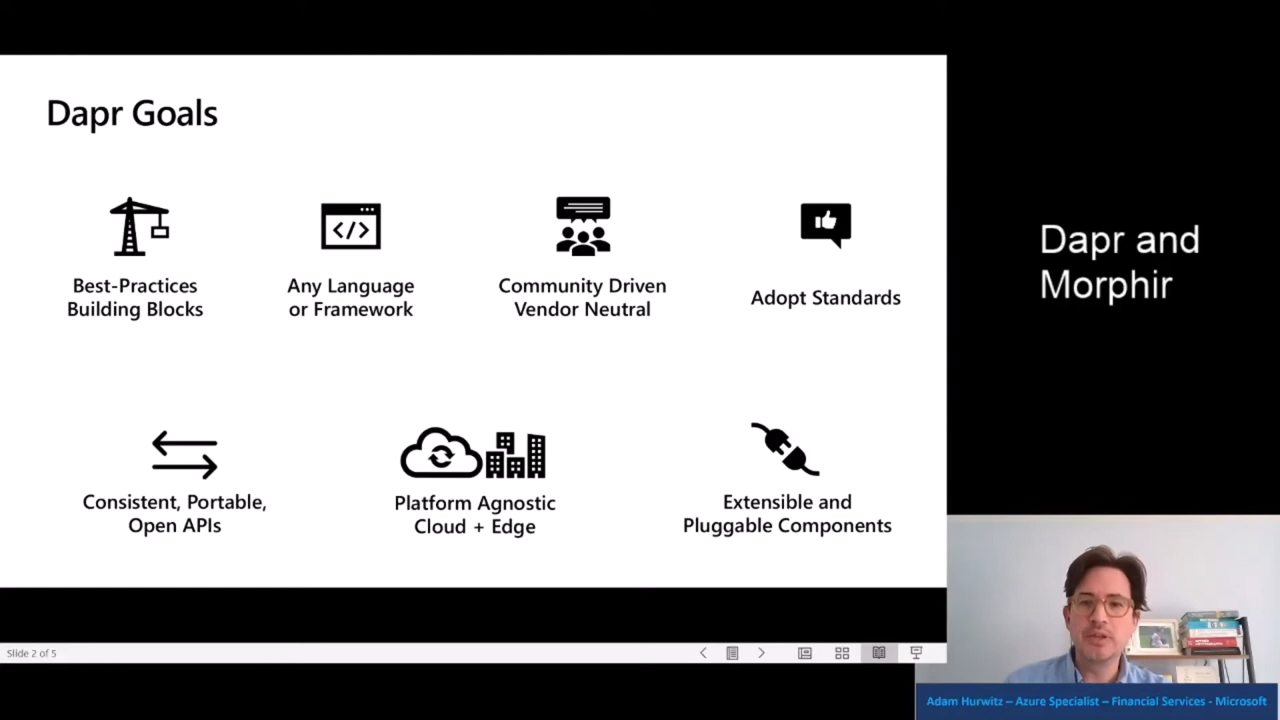 Dapr Goals
Best-Practices
Building Blocks
Any Language
or Framework
Community Driven
Vendor Neutral
Adopt Standards
Consistent, Portable,
Open APIs
Platform Agnostic
Cloud + Edge
Extensible and
Pluggable Components
Slide 2 of 5
Dapr and
Morphir
Adam Hurwitz – Azure Specialist – Financial Services - Microsoft